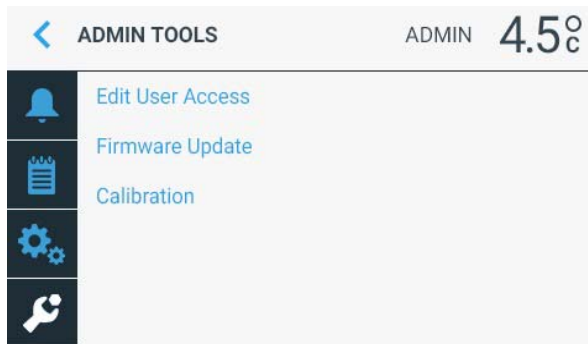 ADMIN TOOLS ADMIN 4.5°C
Edit User Access
Firmware Update
Calibration